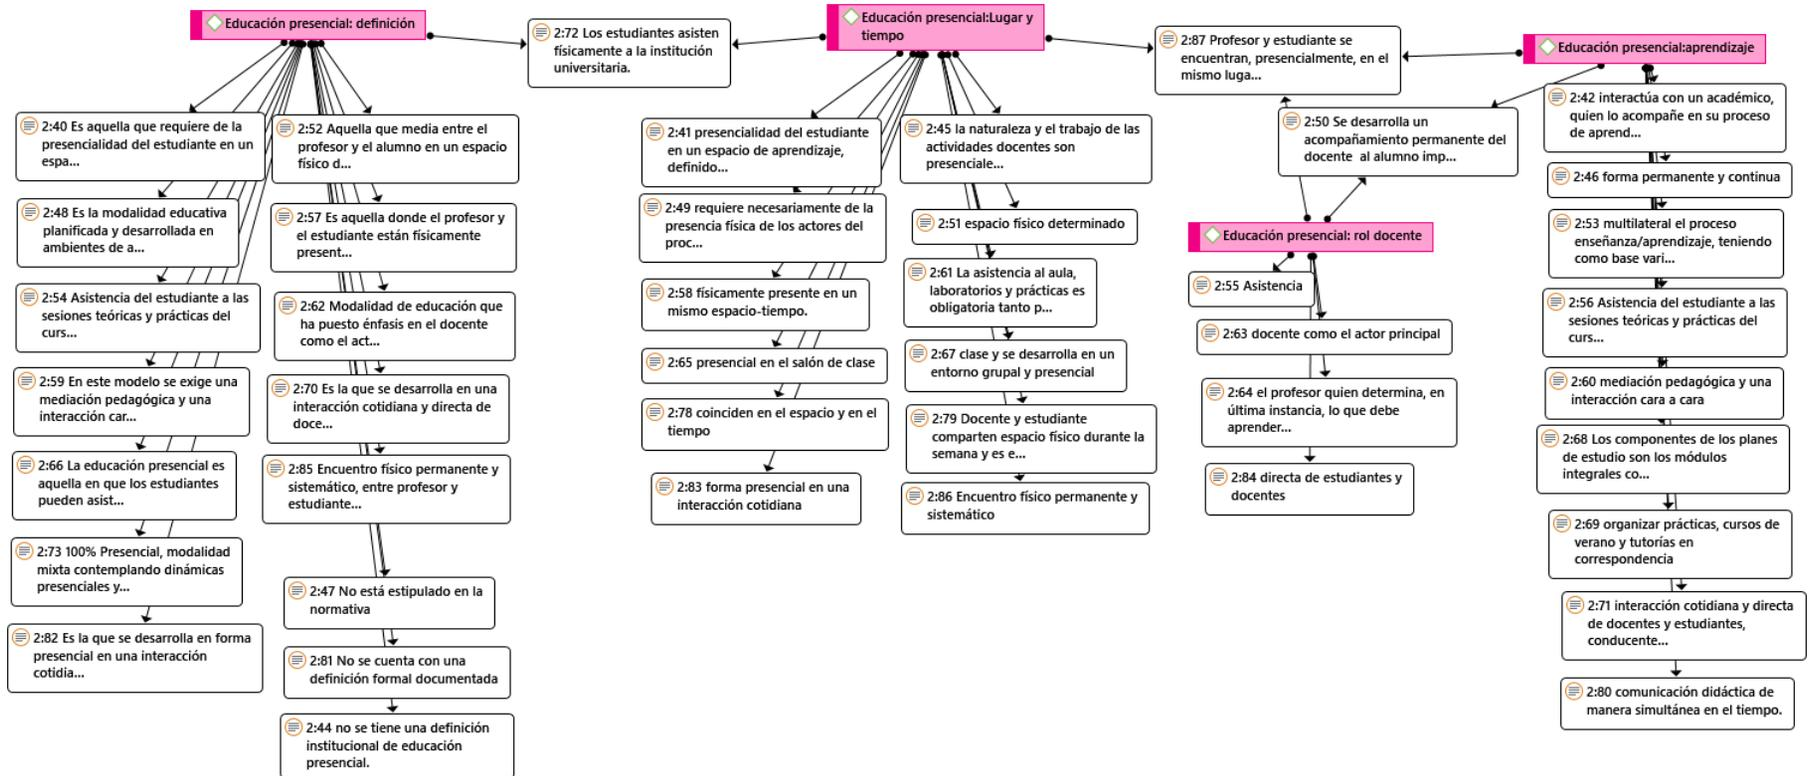 Educación presencial: definición
2:72 Los estudiantes asisten
físicamente a la institución
universitaria.
Educación presencial:Lugar y
tiempo
2:87 Profesor y estudiante se
encuentran, presencialmente, en el
mismo luga...
Educación presencial:aprendizaje
2:40 Es aquella que requiere de la
presencialidad del estudiante en un
espa...
2:48 Es la modalidad educativa
planificada y desarrollada en
ambientes de a...
2:54 Asistencia del estudiante a las
sesiones teóricas y prácticas del
curs...
2:59 En este modelo se exige una
mediación pedagógica y una
interacción car...
2:66 La educación presencial es
aquella en que los estudiantes
pueden asist...
2:73 100% Presencial, modalidad
mixta contemplando dinámicas
presenciales y...
2:82 Es la que se desarrolla en forma
presencial en una interacción
cotidia...
2:52 Aquella que media entre el
profesor y el alumno en un espacio
físico d...
2:57 Es aquella donde el profesor y
el estudiante están físicamente
present...
2:62 Modalidad de educación que
ha puesto énfasis en el docente
como el act...
2:70 Es la que se desarrolla en una
interacción cotidiana y directa de
doce...
2:85 Encuentro físico permanente y
sistemático, entre profesor y
estudiante...
2:47 No está estipulado en la
normativa
2:81 No se cuenta con una
definición formal documentada
2:44 no se tiene una definición
institucional de educación
presencial.
2:41 presencialidad del estudiante
en un espacio de aprendizaje,
definido...
2:49 requiere necesariamente de la
presencia física de los actores del
proc...
2:58 físicamente presente en un
mismo espacio-tiempo.
2:65 presencial en el salón de clase
2:78 coinciden en el espacio y en el
tiempo
2:83 forma presencial en una
interacción cotidiana
2:45 la naturaleza y el trabajo de las
actividades docentes son
presenciale...
2:51 espacio físico determinado
2:61 La asistencia al aula,
laboratorios y prácticas es
obligatoria tanto p...
2:67 clase y se desarrolla en un
entorno grupal y presencial
2:79 Docente y estudiante
comparten espacio físico durante la
semana y es e...
2:86 Encuentro físico permanente y
sistemático
2:50 Se desarrolla un
acompañamiento permanente del
docente al alumno imp...
Educación presencial: rol docente
2:55 Asistencia
2:63 docente como el actor principal
2:64 el profesor quien determina, en
última instancia, lo que debe
aprender...
2:84 directa de estudiantes y
docentes
2:42 interactúa con un académico,
quien lo acompañe en su proceso
de aprend...
2:46 forma permanente y continua
2:53 multilateral el proceso
enseñanza/aprendizaje, teniendo
como base vari...
2:56 Asistencia del estudiante a las
sesiones teóricas y prácticas del
curs...
2:60 mediación pedagógica y una
interacción cara a cara
2:68 Los componentes de los planes
de estudio son los módulos
integrales co...
2:69 organizar prácticas, cursos de
verano y tutorías en
correspondencia
2:71 interacción cotidiana y directa
de docentes y estudiantes,
conducente...
2:80 comunicación didáctica de
manera simultánea en el tiempo.